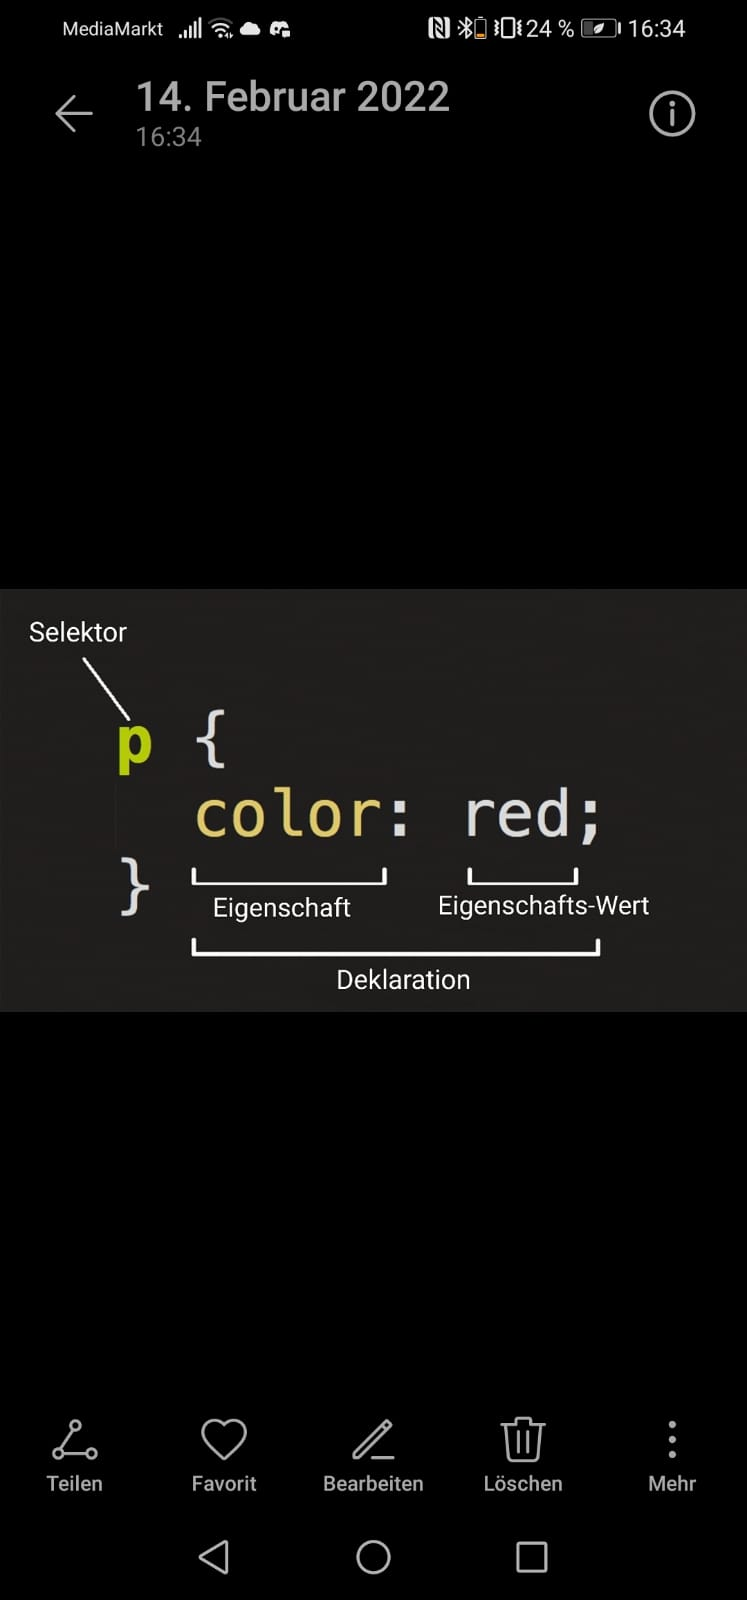 MediaMarkt 24 % 16:34
14. Februar 2022
16:34
Selektor
p {
color: red;
}
Eigenschaft Eigenschafts-Wert
Deklaration
Teilen Favorit Bearbeiten Löschen Mehr